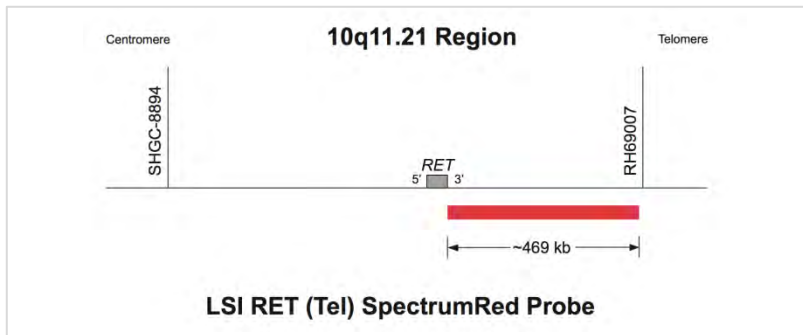 Centromere
10q11.21 Region
Telomere
SHGC-8894
RH69007
RET
5' 3'
~469 kb
LSI RET (Tel) SpectrumRed Probe